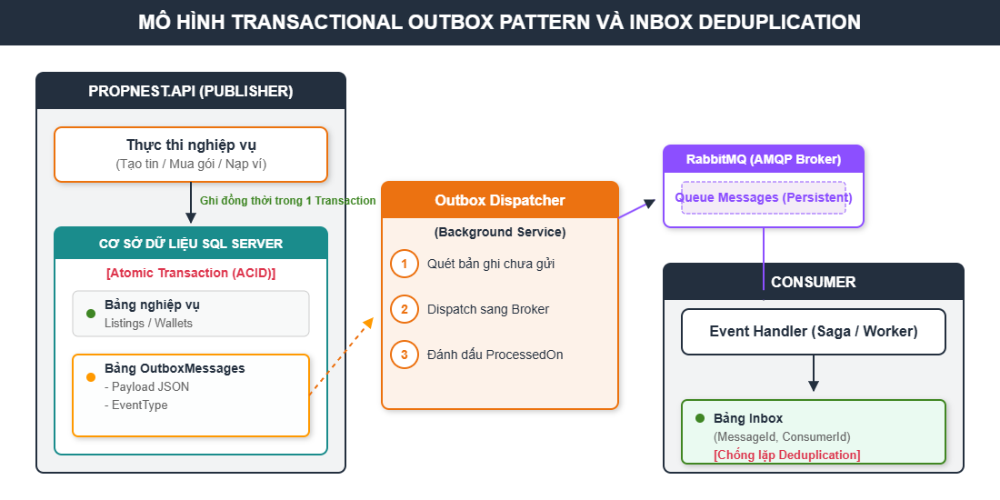 MÔ HÌNH TRANSACTIONAL OUTBOX PATTERN VÀ INBOX DEDUPLICATION
PROPNEST.API (PUBLISHER)
Thực thi nghiệp vụ
(Tạo tin / Mua gói / Nạp ví)
Ghi đồng thời trong 1 Transaction
CƠ SỞ DỮ LIỆU SQL SERVER
[Atomic Transaction (ACID)]
Bảng nghiệp vụ
Listings / Wallets
Bảng OutboxMessages
- Payload JSON
- EventType
Outbox Dispatcher
(Background Service)
1 Quét bản ghi chưa gửi
2 Dispatch sang Broker
3 Đánh dấu ProcessedOn
RabbitMQ (AMQP Broker)
Queue Messages (Persistent)
CONSUMER
Event Handler (Saga / Worker)
Bảng Inbox
(MessageId, ConsumerId)
[Chống lặp Deduplication]